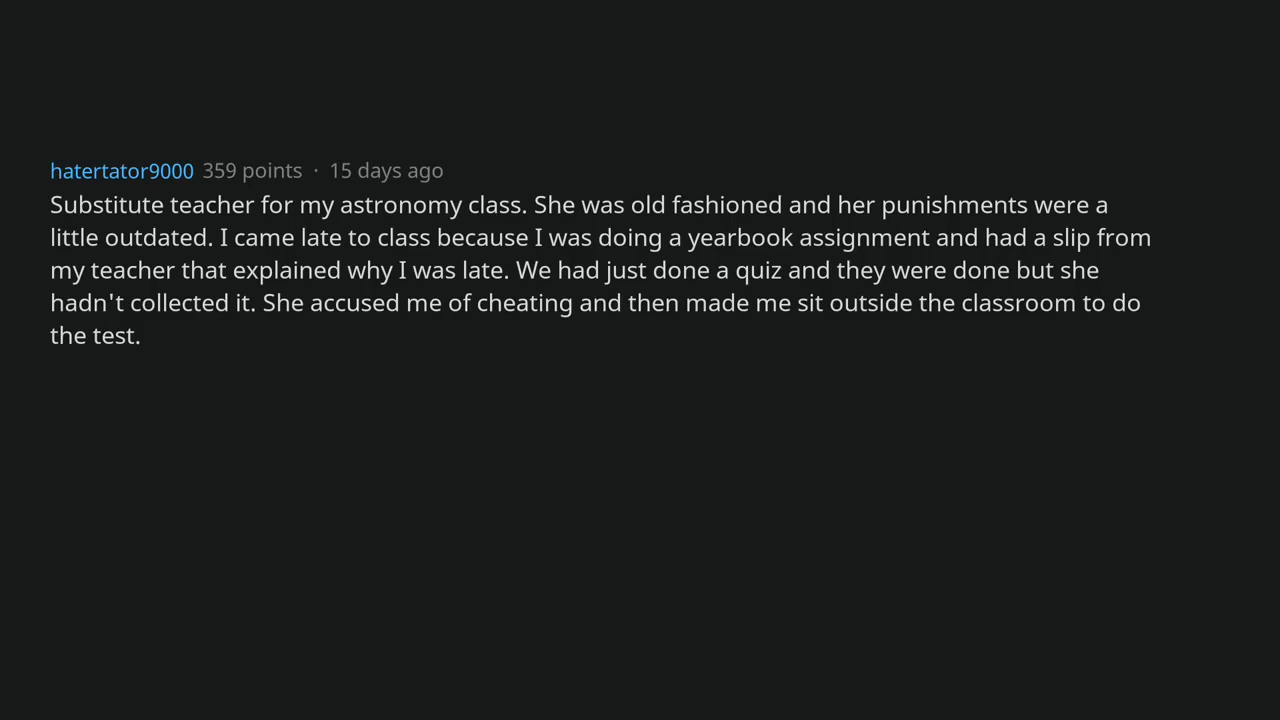 hatertator9000 359 points · 15 days ago
Substitute teacher for my astronomy class. She was old fashioned and her punishments were a
little outdated. I came late to class because I was doing a yearbook assignment and had a slip from
my teacher that explained why I was late. We had just done a quiz and they were done but she
hadn't collected it. She accused me of cheating and then made me sit outside the classroom to do
the test.